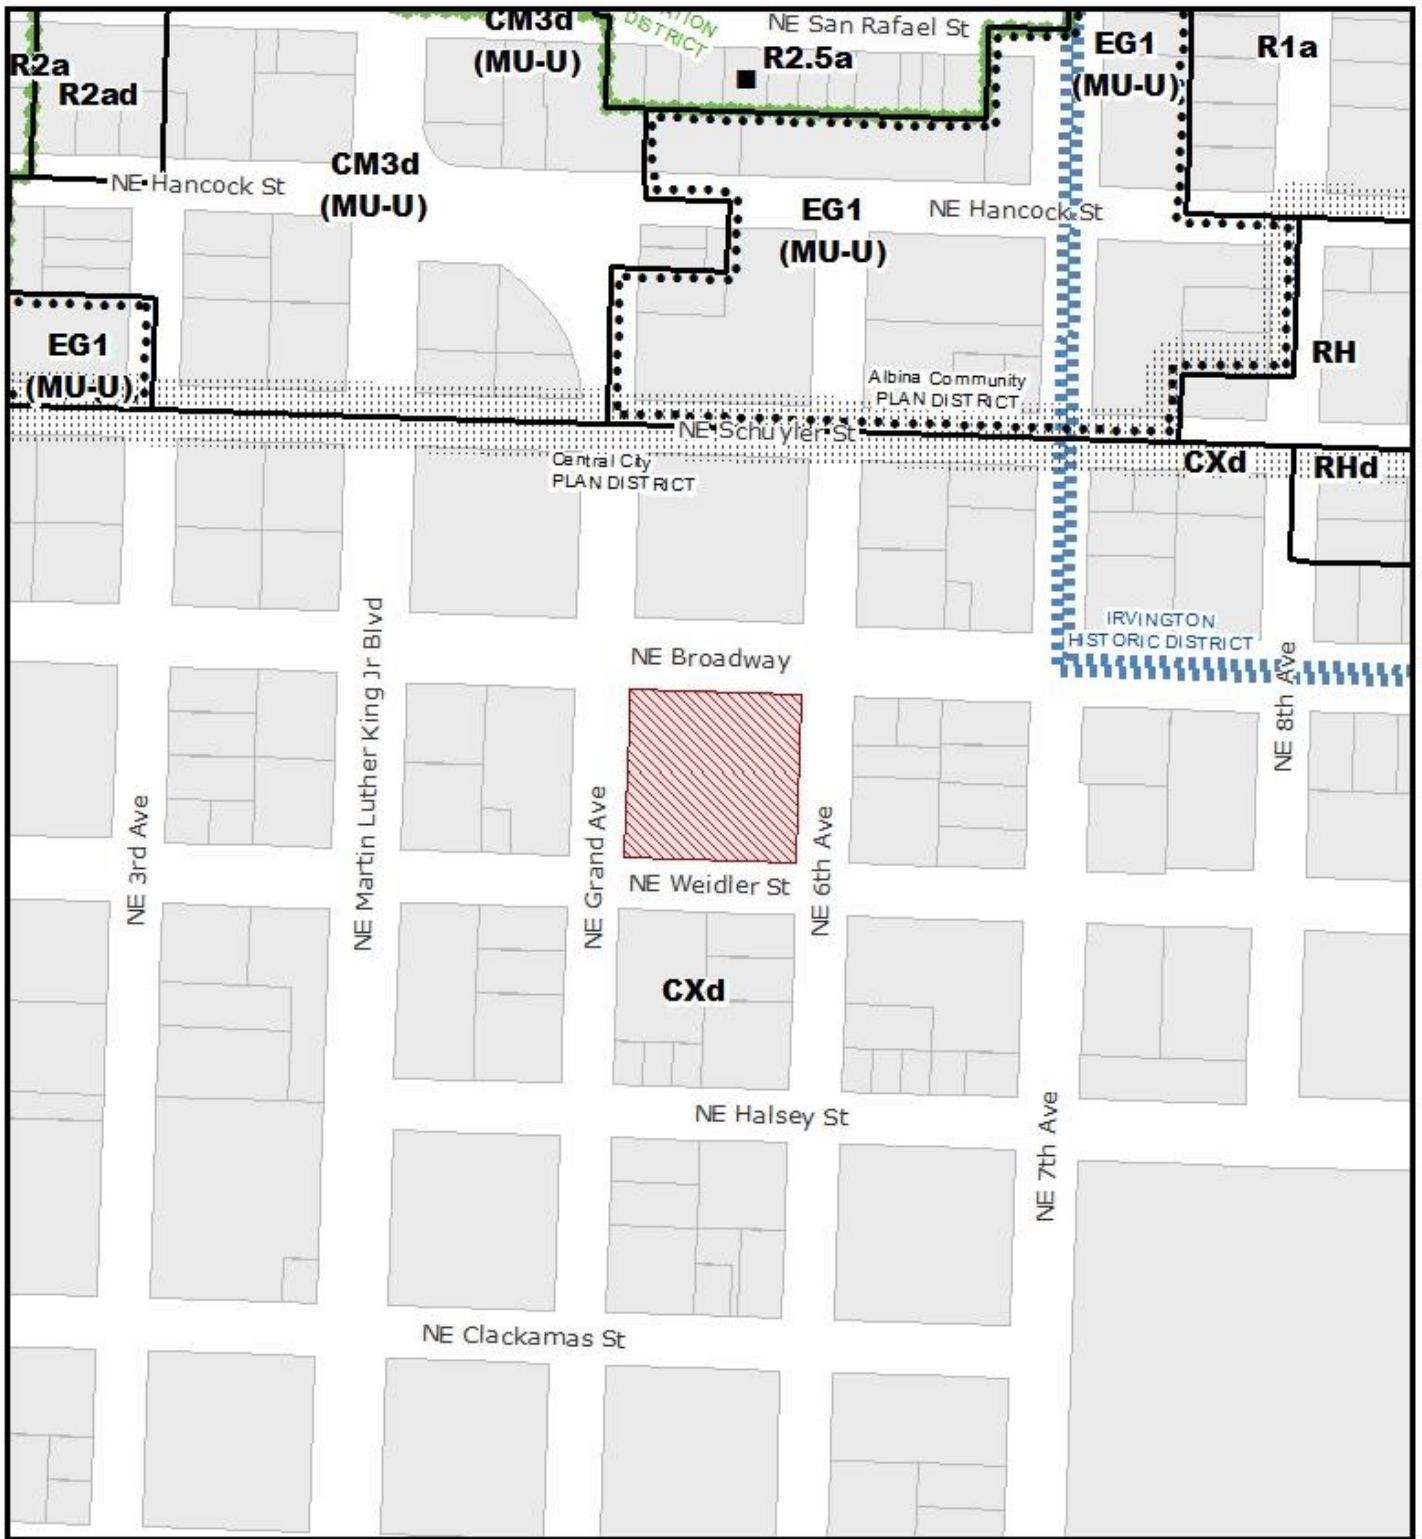 CM3d
(MU-U)
DISTRICT
NE San Rafael St
R2.5a
EG1
(MU-U)
R1a
R2a
R2ad
CM3d
(MU-U)
NE Hancock St
EG1
(MU-U)
NE Hancock St
EG1
(MU-U)
RH
Albina Community
PLAN DISTRICT
NE Schuyler St
Central City
PLAN DISTRICT
CXd
RHd
IRVINGTON
HISTORIC DISTRICT
NE Broadway
NE Martin Luther King Jr Blvd
NE 8th Ave
NE 3rd Ave
NE Grand Ave
NE 6th Ave
NE Weidler St
CXd
NE Halsey St
NE 7th Ave
NE Clackamas St